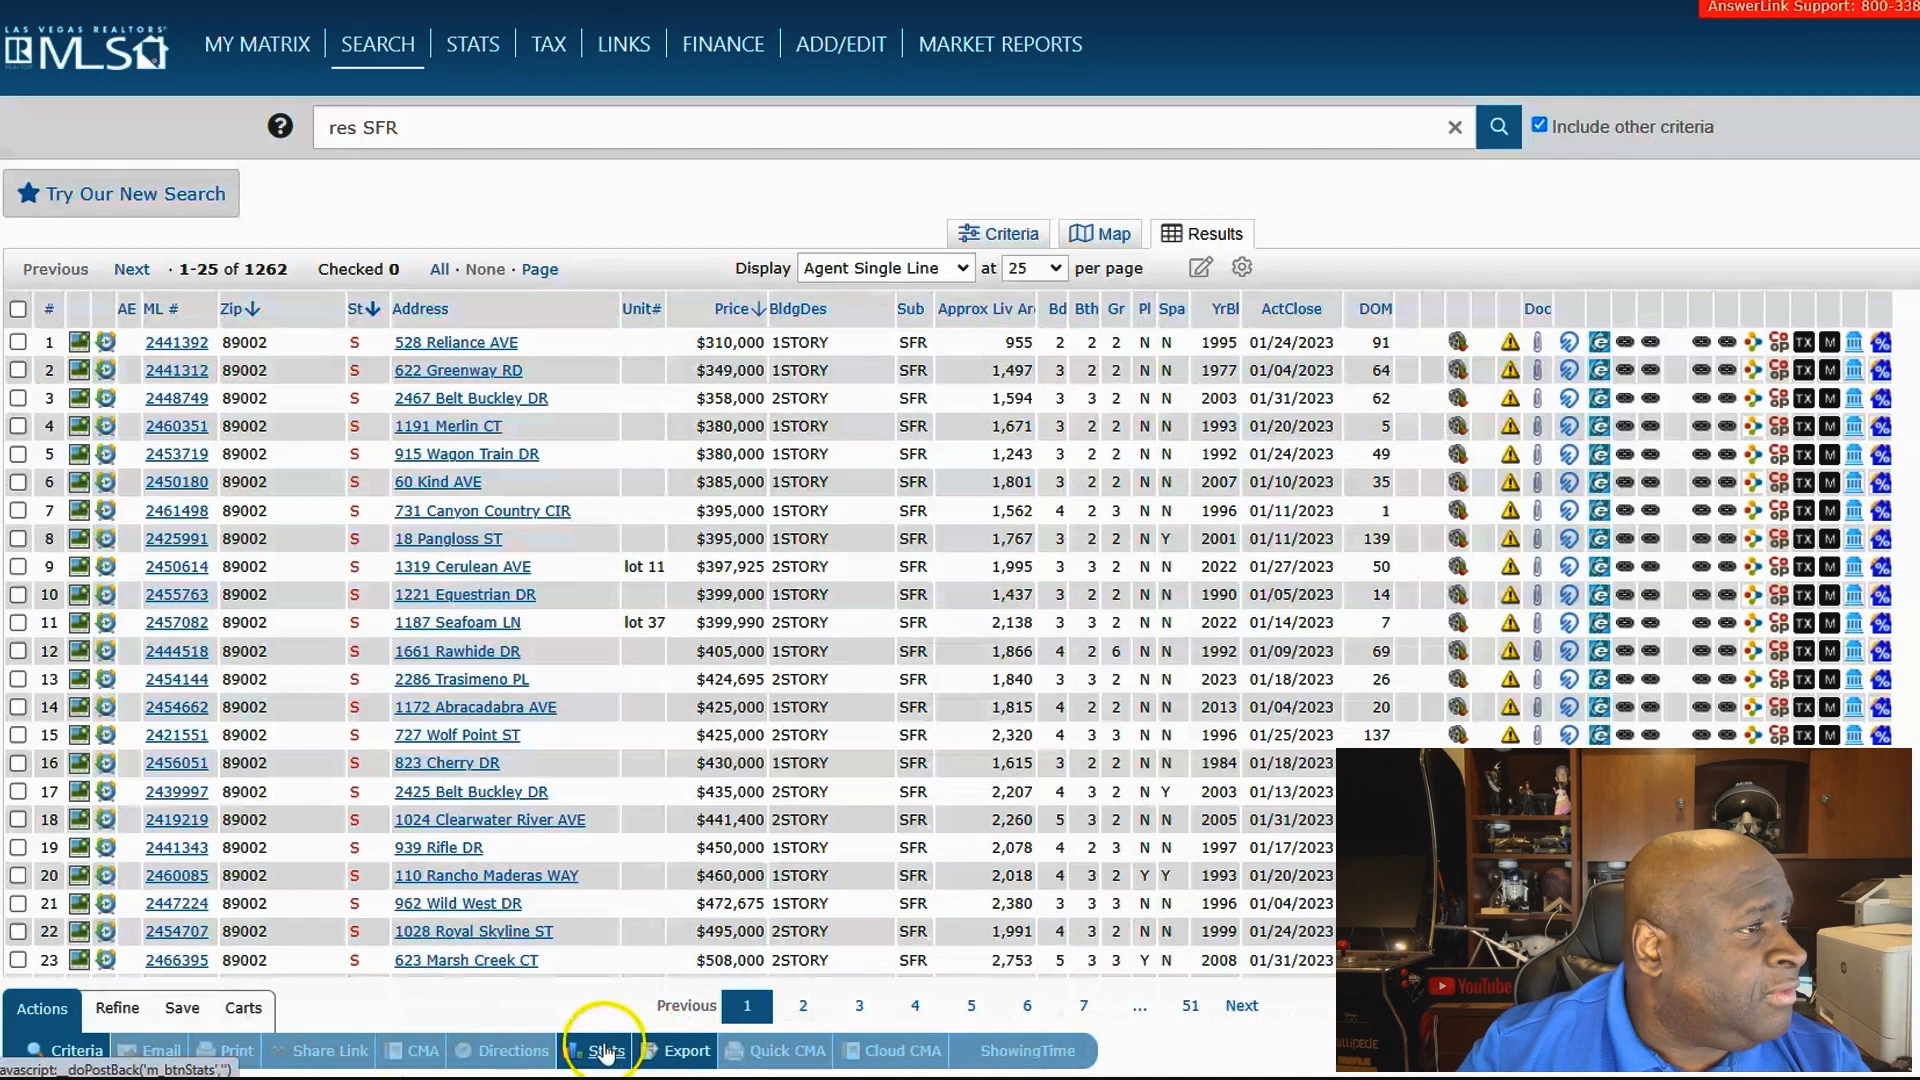 AnswerLink Support: 800-338
LAS VEGAS REALTORS®
MLS
MY MATRIX SEARCH STATS TAX LINKS FINANCE ADD/EDIT MARKET REPORTS
? res SFR Include other criteria
Try Our New Search
Criteria Map Results
Previous Next · 1-25 of 1262 Checked 0 All · None · Page Display Agent Single Line at 25 per page
# AE ML # Zip St Address Unit# Price BldgDes Sub Approx Liv Ar Bd Bth Gr Pl Spa YrBl ActClose DOM Doc
1 2441392 89002 S 528 Reliance AVE $310,000 1STORY SFR 955 2 2 2 N N 1995 01/24/2023 91
2 2441312 89002 S 622 Greenway RD $349,000 1STORY SFR 1,497 3 2 2 N N 1977 01/04/2023 64
3 2448749 89002 S 2467 Belt Buckley DR $358,000 2STORY SFR 1,594 3 3 2 N N 2003 01/31/2023 62
4 2460351 89002 S 1191 Merlin CT $380,000 1STORY SFR 1,671 3 2 2 N N 1993 01/20/2023 5
5 2453719 89002 S 915 Wagon Train DR $380,000 1STORY SFR 1,243 3 2 2 N N 1992 01/24/2023 49
6 2450180 89002 S 60 Kind AVE $385,000 1STORY SFR 1,801 3 2 2 N N 2007 01/10/2023 35
7 2461498 89002 S 731 Canyon Country CIR $395,000 1STORY SFR 1,562 4 2 3 N N 1996 01/11/2023 1
8 2425991 89002 S 18 Pangloss ST $395,000 1STORY SFR 1,767 3 2 2 N Y 2001 01/11/2023 139
9 2450614 89002 S 1319 Cerulean AVE lot 11 $397,925 2STORY SFR 1,995 3 3 2 N N 2022 01/27/2023 50
10 2455763 89002 S 1221 Equestrian DR $399,000 1STORY SFR 1,437 3 2 2 N N 1990 01/05/2023 14
11 2457082 89002 S 1187 Seafoam LN lot 37 $399,990 2STORY SFR 2,138 3 3 2 N N 2022 01/14/2023 7
12 2444518 89002 S 1661 Rawhide DR $405,000 1STORY SFR 1,866 4 2 6 N N 1992 01/09/2023 69
13 2454144 89002 S 2286 Trasimeno PL $424,695 2STORY SFR 1,840 3 3 2 N N 2023 01/18/2023 26
14 2454662 89002 S 1172 Abracadabra AVE $425,000 1STORY SFR 1,815 4 2 2 N N 2013 01/04/2023 20
15 2421551 89002 S 727 Wolf Point ST $425,000 2STORY SFR 2,320 4 3 3 N N 1996 01/25/2023 137
16 2456051 89002 S 823 Cherry DR $430,000 1STORY SFR 1,615 3 2 2 N N 1984 01/18/2023
17 2439997 89002 S 2425 Belt Buckley DR $435,000 2STORY SFR 2,207 4 3 2 N Y 2003 01/13/2023
18 2419219 89002 S 1024 Clearwater River AVE $441,400 2STORY SFR 2,260 5 3 2 N N 2005 01/31/2023
19 2441343 89002 S 939 Rifle DR $450,000 1STORY SFR 2,078 4 2 3 N N 1997 01/17/2023
20 2460085 89002 S 110 Rancho Maderas WAY $460,000 1STORY SFR 2,018 4 3 2 Y Y 1993 01/20/2023
21 2447224 89002 S 962 Wild West DR $472,675 1STORY SFR 2,380 3 3 3 N N 1996 01/04/2023
22 2454707 89002 S 1028 Royal Skyline ST $495,000 2STORY SFR 1,991 4 3 2 N N 1999 01/24/2023
23 2466395 89002 S 623 Marsh Creek CT $508,000 2STORY SFR 2,753 5 3 3 Y N 2008 01/31/2023
YouTube
Actions Refine Save Carts Previous 1 2 3 4 5 6 7 ... 51 Next
Criteria Email Print Share Link CMA Directions Stats Export Quick CMA Cloud CMA ShowingTime
avascript:__doPostBack('m_btnStats','')